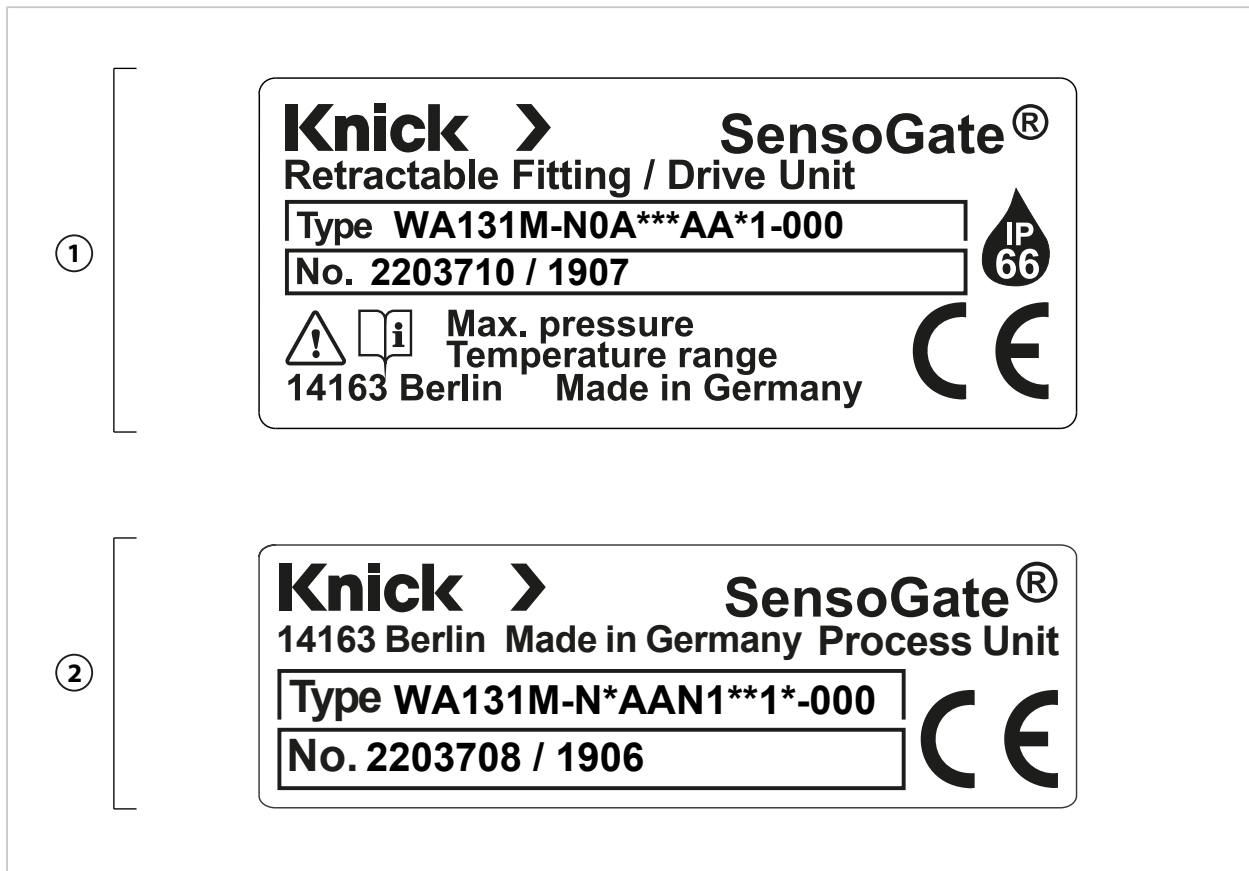 ①
Knick > SensoGate®
Retractable Fitting / Drive Unit
Type WA131M-N0A***AA*1-000
No. 2203710 / 1907
IP
66
Max. pressure
Temperature range
14163 Berlin Made in Germany
CE
②
Knick > SensoGate®
14163 Berlin Made in Germany Process Unit
Type WA131M-N*AAN1**1*-000
No. 2203708 / 1906
CE